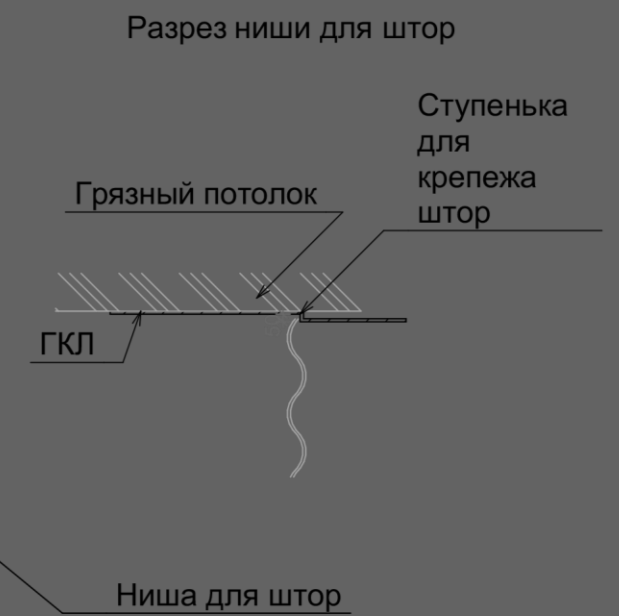 Разрез ниши для штор
Ступенька
для
крепежа
штор
Грязный потолок
ГКЛ
Ниша для штор